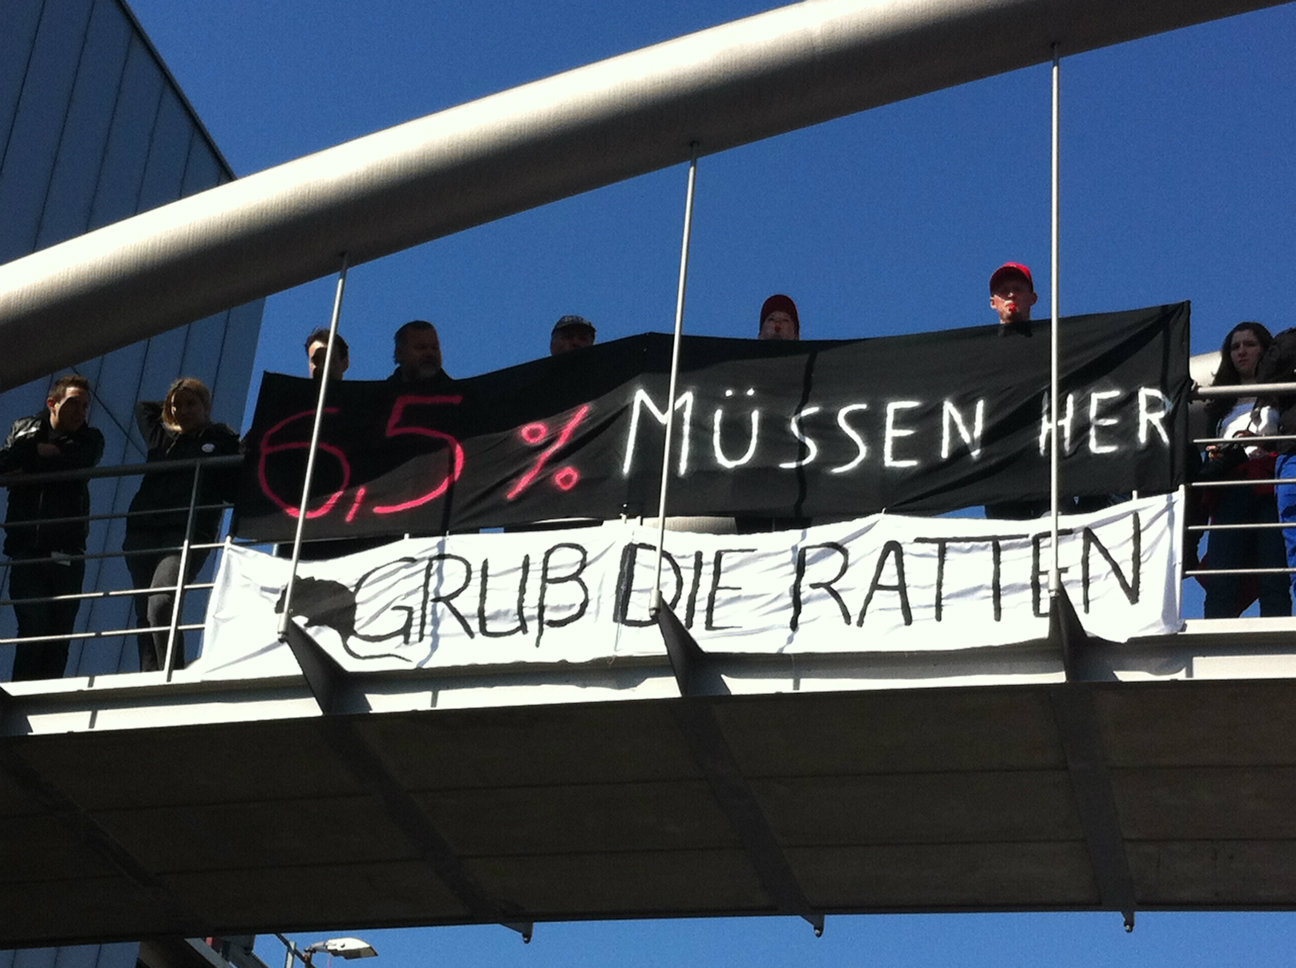 6,5 % MÜSSEN HER
GRUß DIE RATTEN